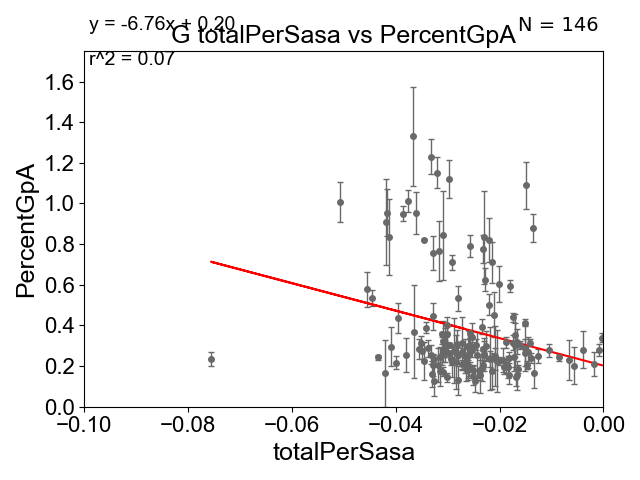 y = -6.76x + 0.20
N = 146
G totalPerSasa vs PercentGpA
r^2 = 0.07
PercentGpA
1.6
1.4
1.2
1.0
0.8
0.6
0.4
0.2
0.0
−0.10
−0.08
−0.06
−0.04
−0.02
0.00
totalPerSasa